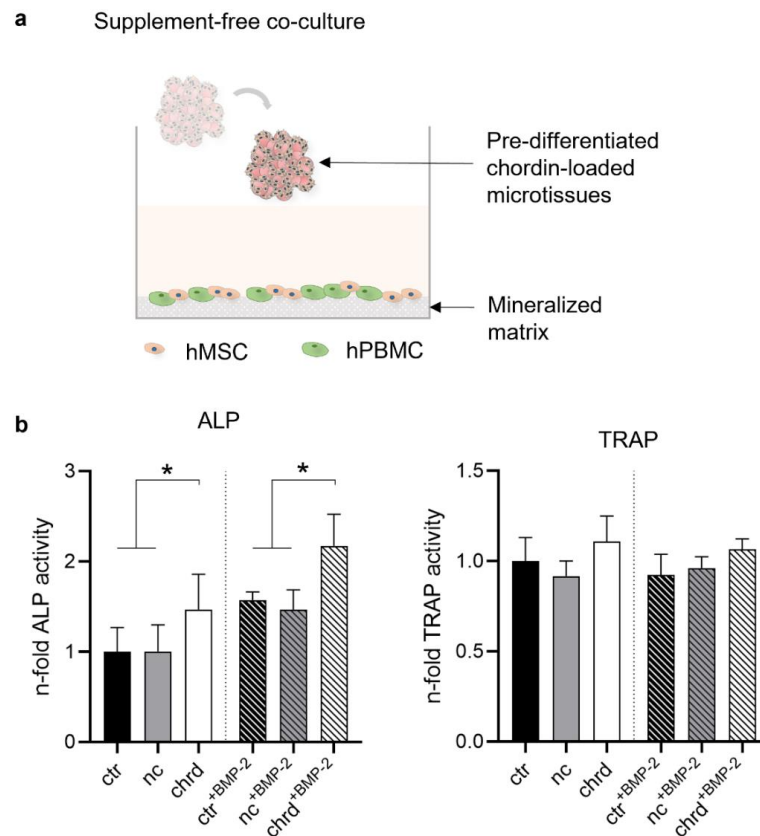 a
Supplement-free co-culture
Pre-differentiated
chordin-loaded
microtissues
Mineralized
matrix
hMSC
hPBMC
b
ALP
n-fold ALP activity
3
2
1
0
*
*
ctr
nc
chrd
ctr +BMP-2
nc +BMP-2
chrd +BMP-2
TRAP
n-fold TRAP activity
1.5
1.0
0.5
0.0
ctr
nc
chrd
ctr +BMP-2
nc +BMP-2
chrd +BMP-2